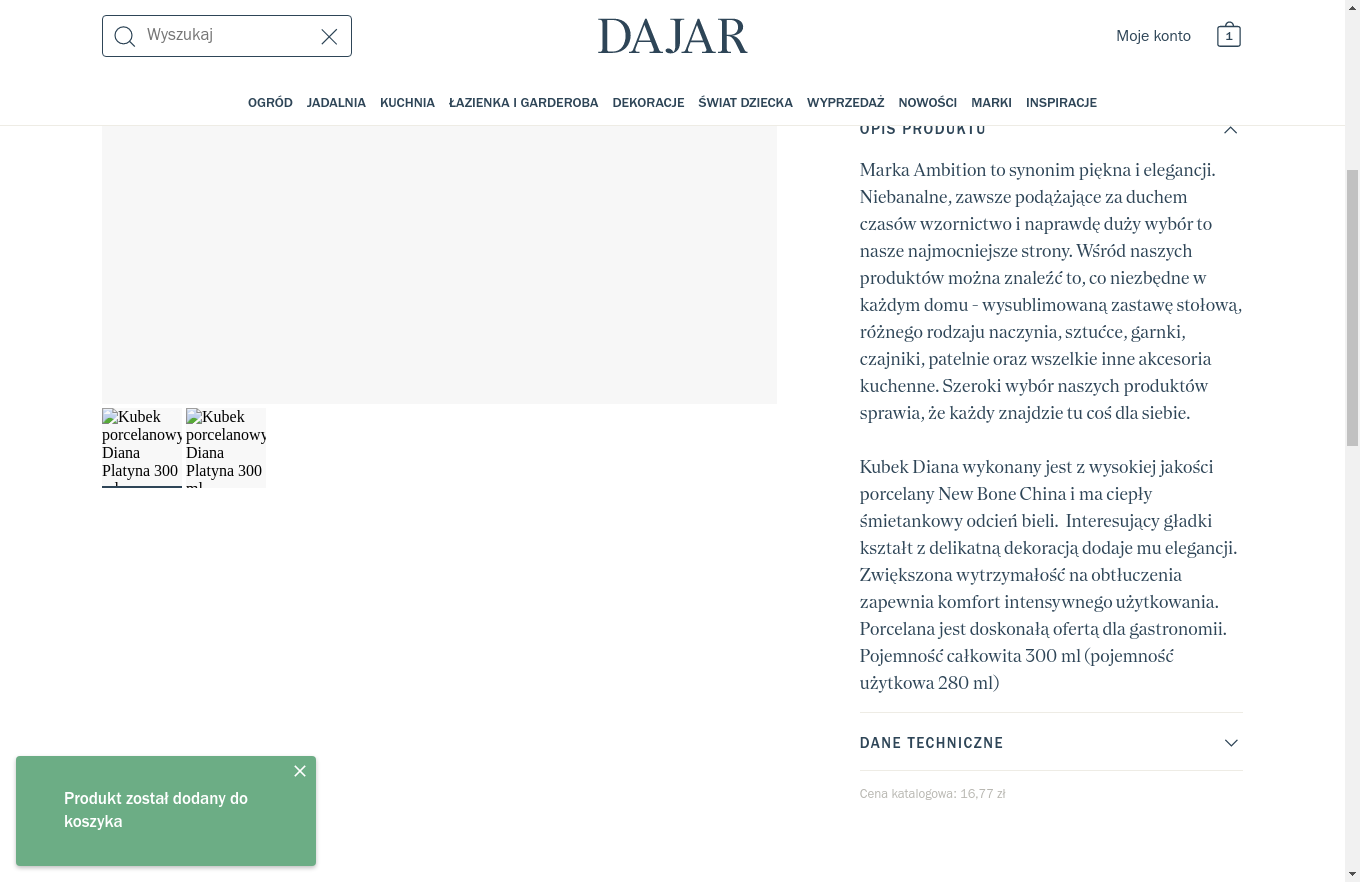 Wyszukaj
DAJAR
Moje konto
1
OGRÓD JADALNIA KUCHNIA ŁAZIENKA I GARDEROBA DEKORACJE ŚWIAT DZIECKA WYPRZEDAŻ NOWOŚCI MARKI INSPIRACJE
OPIS PRODUKTU
Marka Ambition to synonim piękna i elegancji.
Niebanalne, zawsze podążające za duchem
czasów wzornictwo i naprawdę duży wybór to
nasze najmocniejsze strony. Wśród naszych
produktów można znaleźć to, co niezbędne w
każdym domu - wysublimowaną zastawę stołową,
różnego rodzaju naczynia, sztućce, garnki,
czajniki, patelnie oraz wszelkie inne akcesoria
kuchenne. Szeroki wybór naszych produktów
sprawia, że każdy znajdzie tu coś dla siebie.
Kubek Diana wykonany jest z wysokiej jakości
porcelany New Bone China i ma ciepły
śmietankowy odcień bieli.  Interesujący gładki
kształt z delikatną dekoracją dodaje mu elegancji.
Zwiększona wytrzymałość na obtłuczenia
zapewnia komfort intensywnego użytkowania.
Porcelana jest doskonałą ofertą dla gastronomii.
Pojemność całkowita 300 ml (pojemność
użytkowa 280 ml)
DANE TECHNICZNE
Cena katalogowa: 16,77 zł
Kubek
porcelanowy
Diana
Platyna 300
Kubek
porcelanowy
Diana
Platyna 300
ml
Produkt został dodany do
koszyka